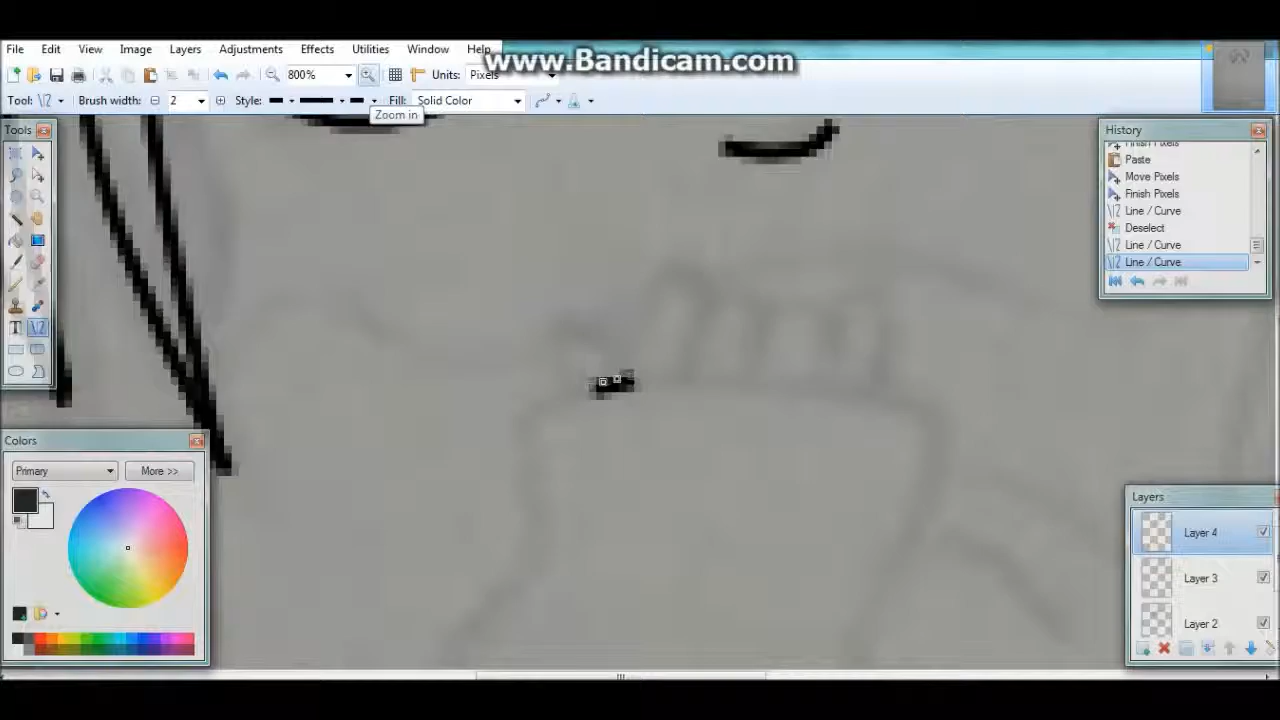 File Edit View Image Layers Adjustments Effects Utilities Window Help
www.Bandicam.com
800% Units: Pixels
Tool: Brush width: 2 Style: Fill: Solid Color
Zoom in
Tools
History
Finish Pixels
Paste
Move Pixels
Finish Pixels
Line / Curve
Deselect
Line / Curve
Line / Curve
Colors
Primary More >>
Layers
Layer 4
Layer 3
Layer 2